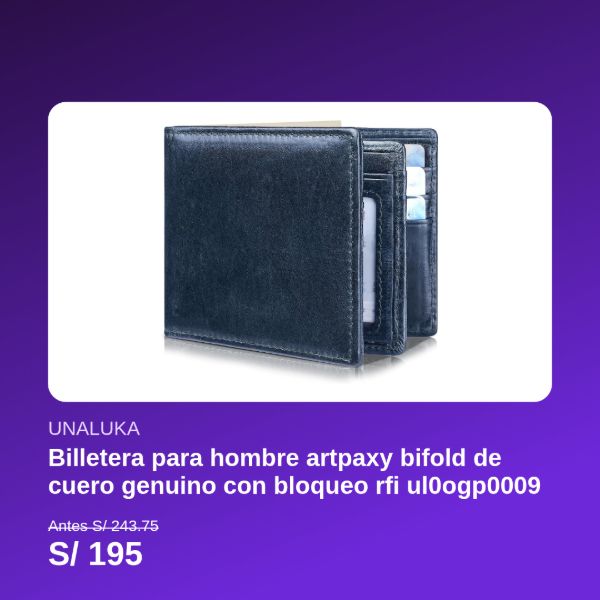 UNALUKA
Billetera para hombre artpaxy bifold de
cuero genuino con bloqueo rfi ul0ogp0009
Antes S/ 243.75
S/ 195